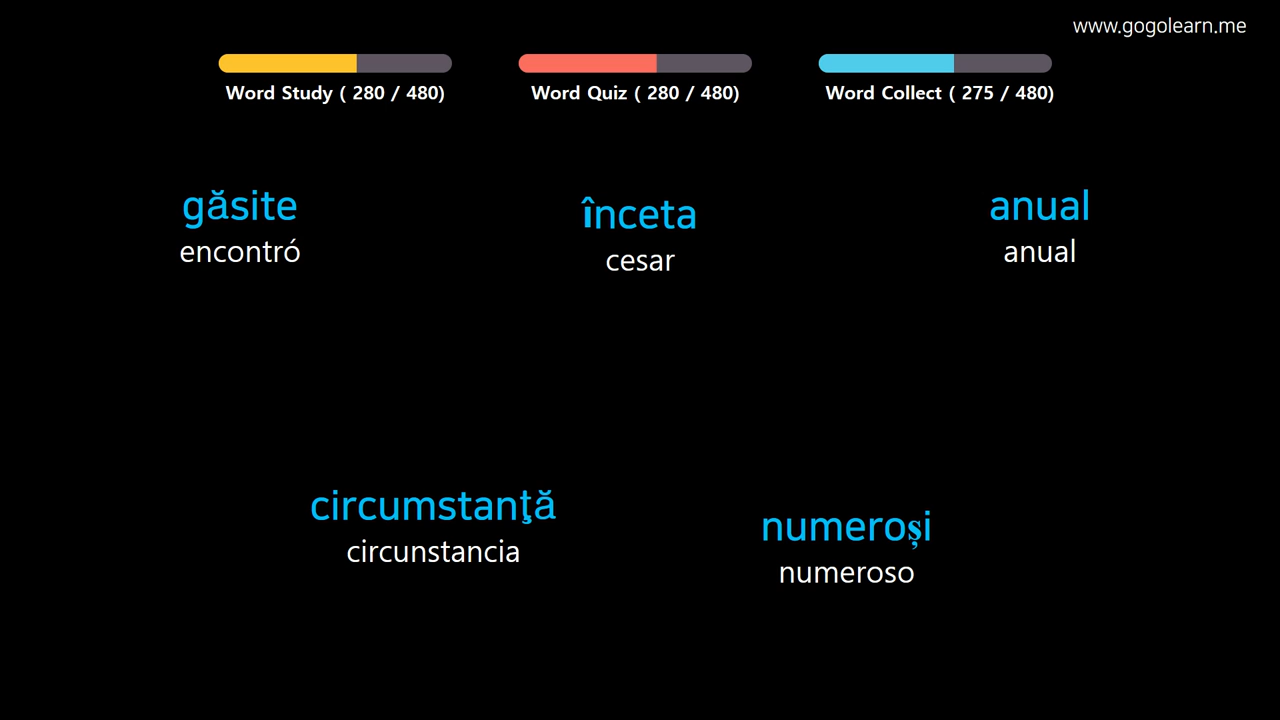 www.gogolearn.me
Word Study ( 280 / 480)
Word Quiz ( 280 / 480)
Word Collect ( 275 / 480)
găsite
encontró
înceta
cesar
anual
anual
circumstanţă
circunstancia
numeroși
numeroso